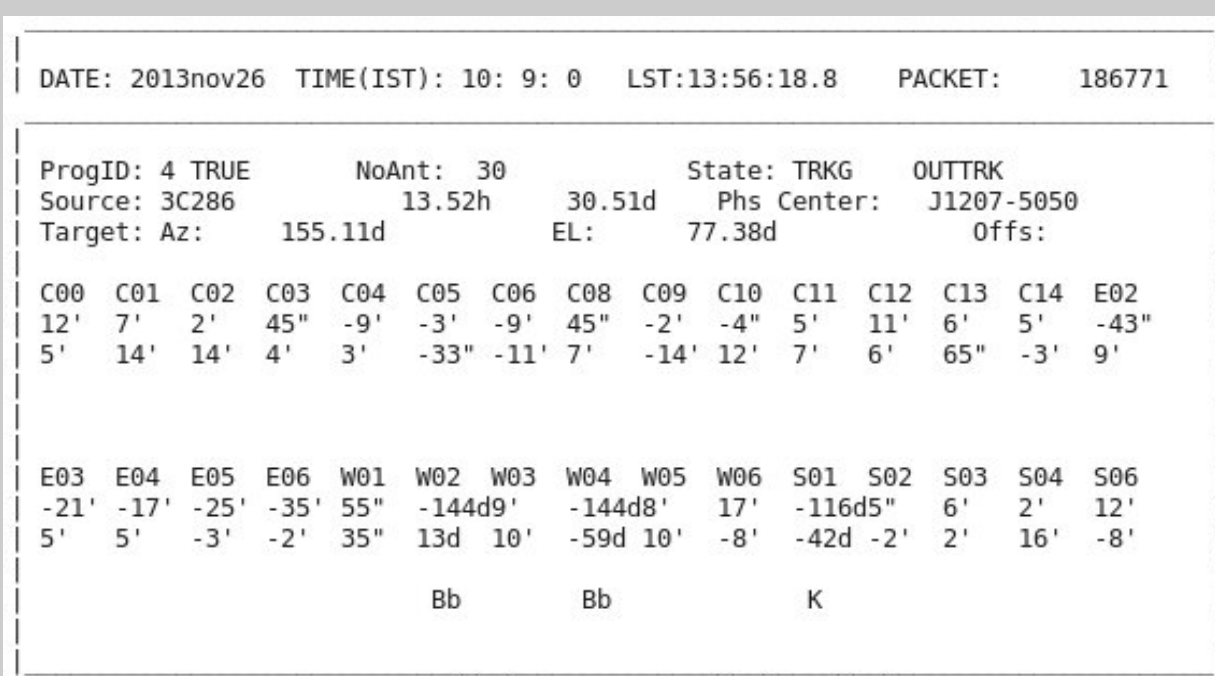 DATE: 2013nov26 TIME(IST): 10: 9: 0 LST:13:56:18.8 PACKET: 186771
ProgID: 4 TRUE NoAnt: 30 State: TRKG OUTTRK
Source: 3C286 13.52h 30.51d Phs Center: J1207-5050
Target: Az: 155.11d EL: 77.38d Offs:
C00 C01 C02 C03 C04 C05 C06 C08 C09 C10 C11 C12 C13 C14 E02
12' 7' 2' 45" -9' -3' -9' 45" -2' -4" 5' 11' 6' 5' -43"
5' 14' 14' 4' 3' -33" -11' 7' -14' 12' 7' 6' 65" -3' 9'
E03 E04 E05 E06 W01 W02 W03 W04 W05 W06 S01 S02 S03 S04 S06
-21' -17' -25' -35' 55" -144d9' -144d8' 17' -116d5" 6' 2' 12'
5' 5' -3' -2' 35" 13d 10' -59d 10' -8' -42d -2' 2' 16' -8'
Bb Bb K